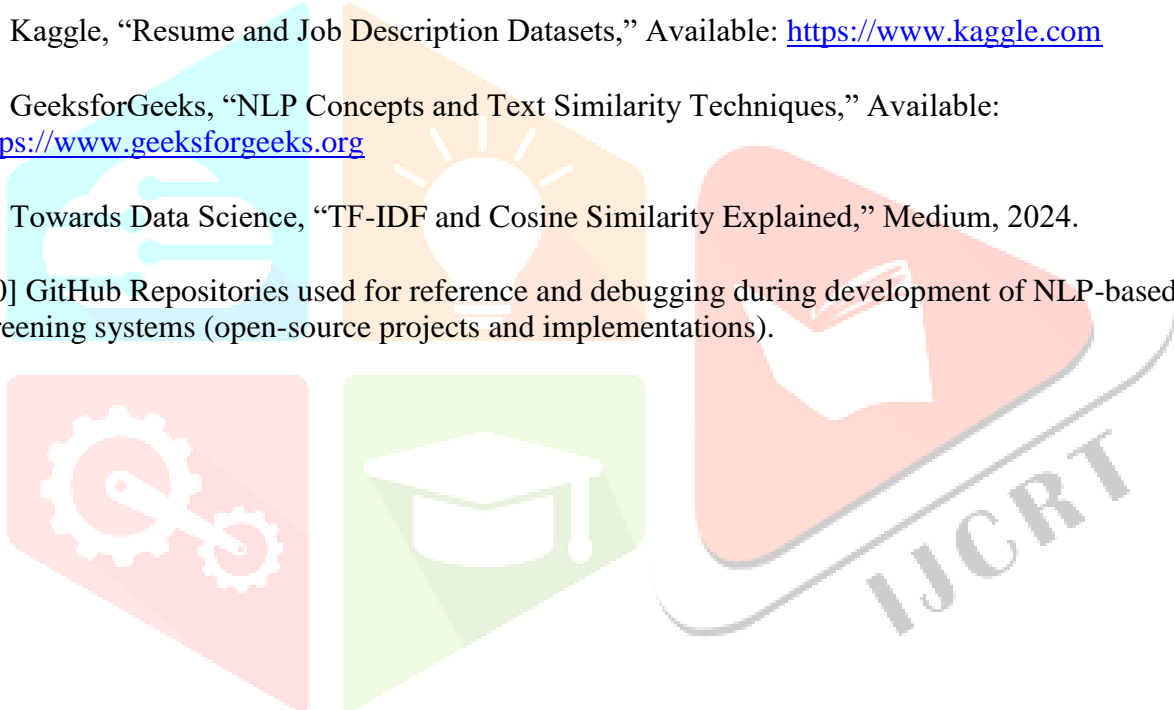 Kaggle, “Resume and Job Description Datasets,” Available: https://www.kaggle.com
GeeksforGeeks, “NLP Concepts and Text Similarity Techniques,” Available:
ps://www.geeksforgeeks.org
Towards Data Science, “TF-IDF and Cosine Similarity Explained,” Medium, 2024.
0] GitHub Repositories used for reference and debugging during development of NLP-based
reening systems (open-source projects and implementations).
IJCRT